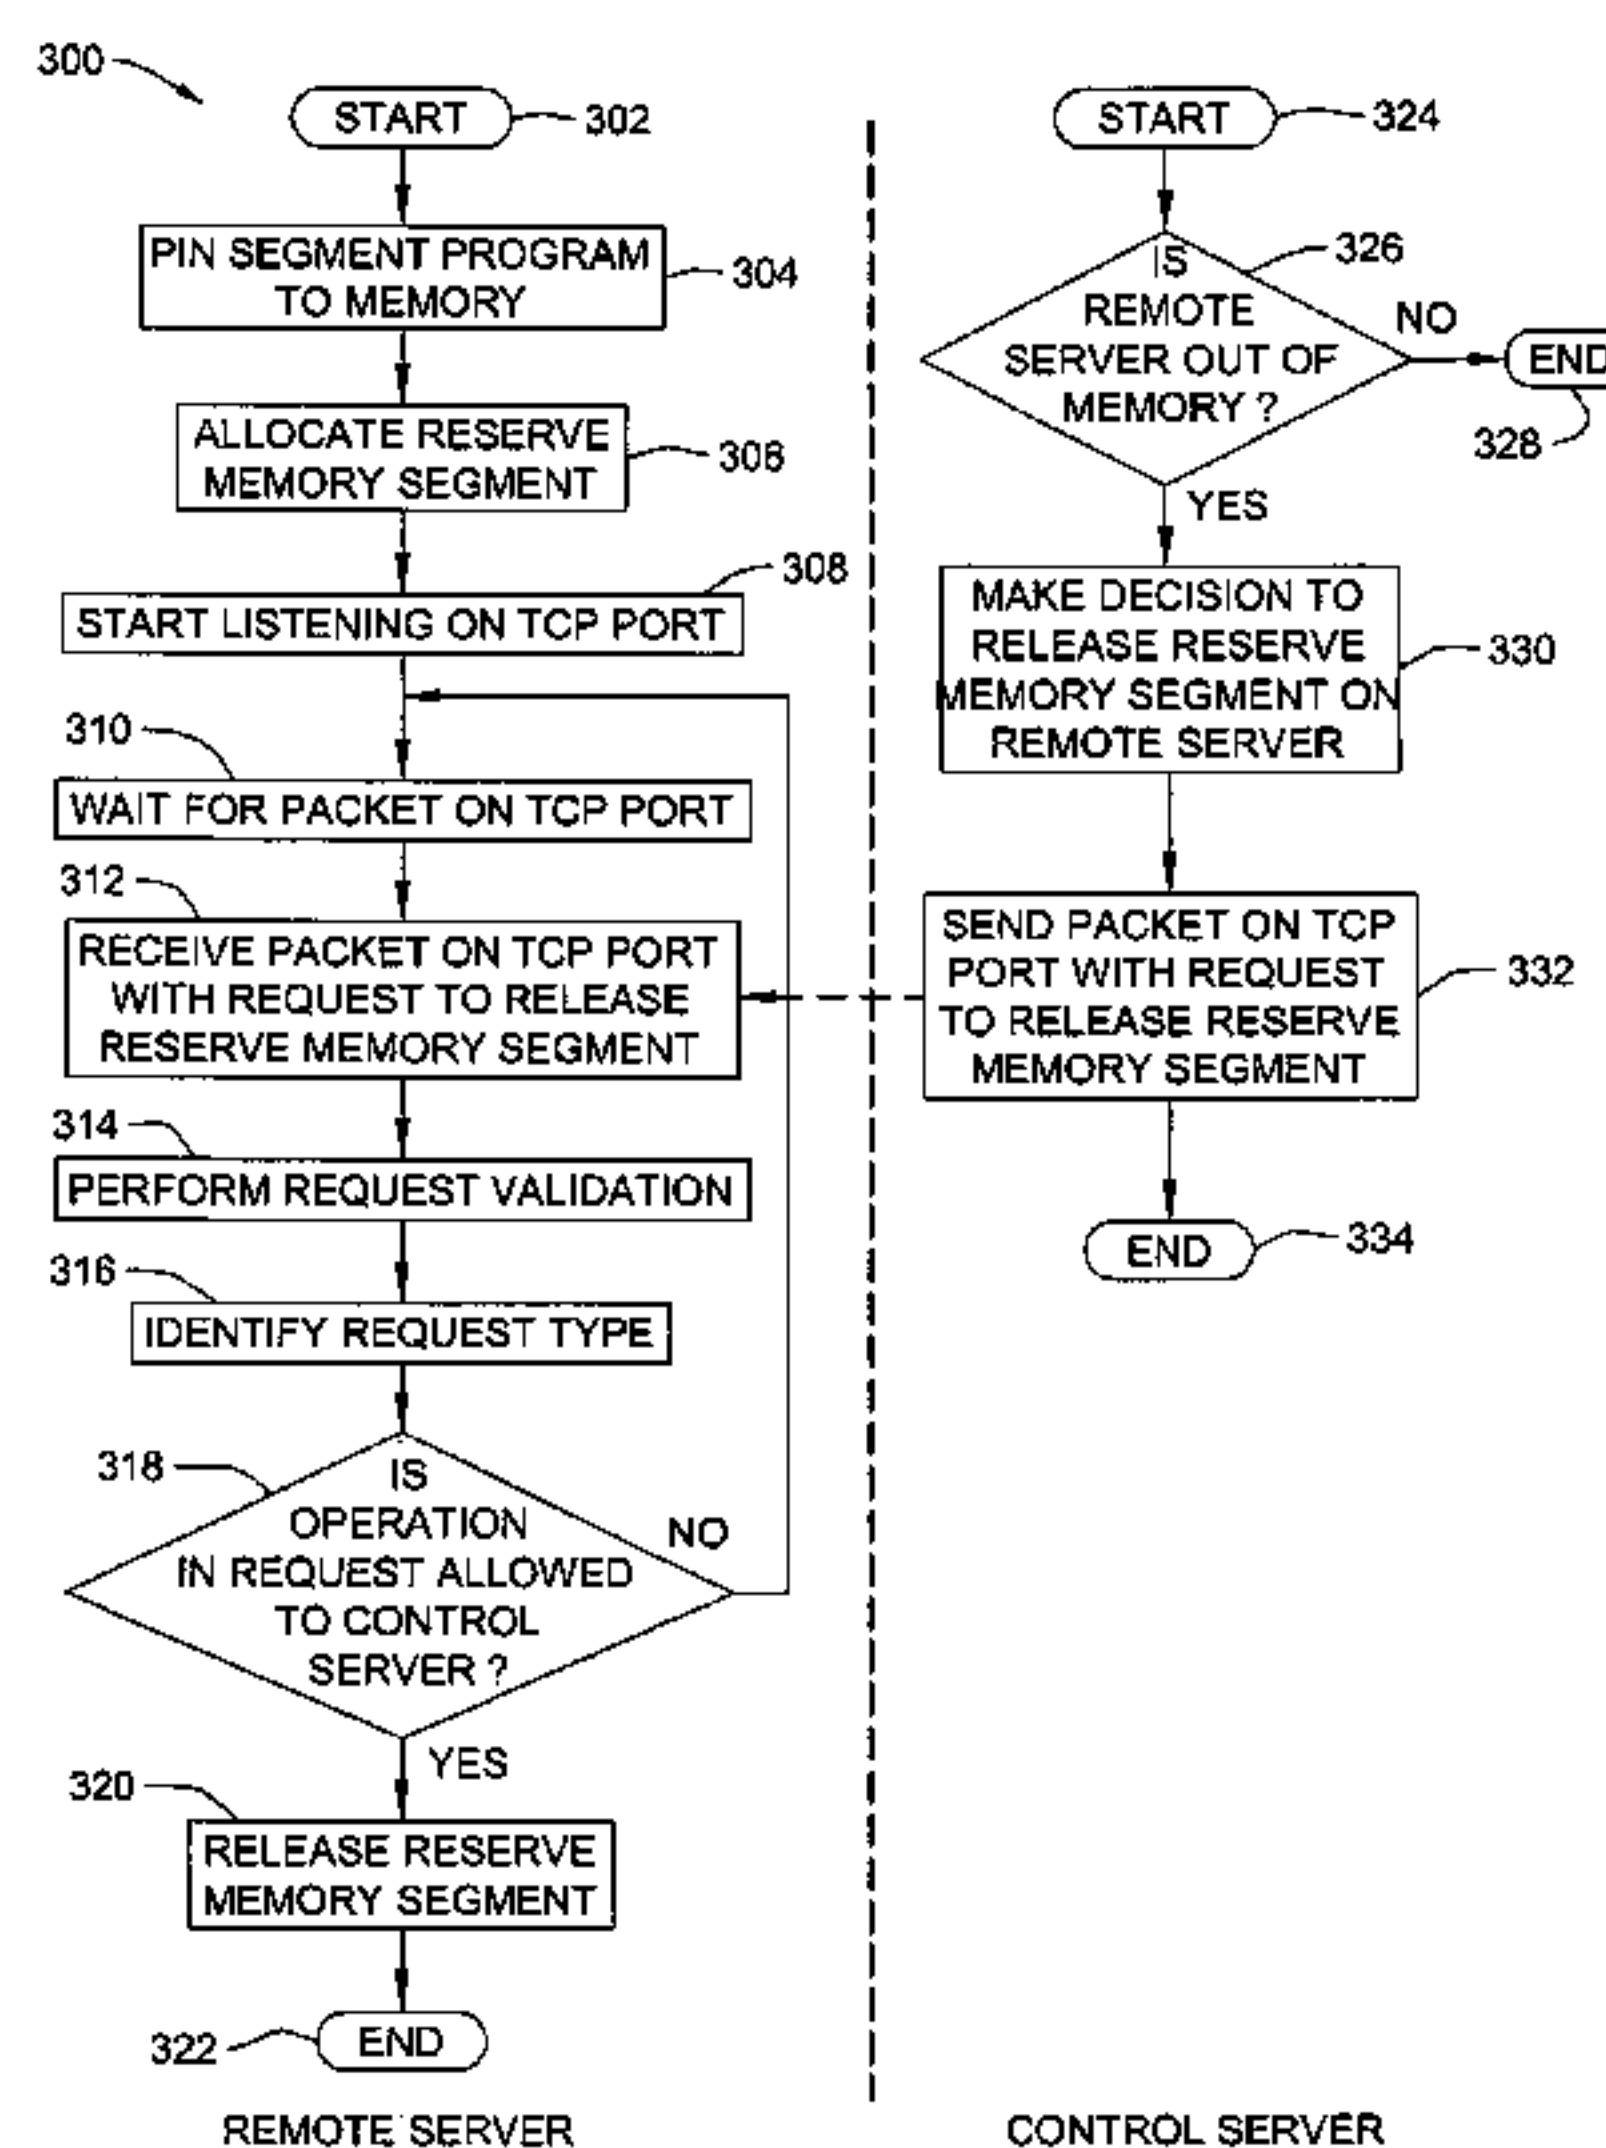 300
START
302
PIN SEGMENT PROGRAM
TO MEMORY
304
ALLOCATE RESERVE
MEMORY SEGMENT
306
START LISTENING ON TCP PORT
308
310
WAIT FOR PACKET ON TCP PORT
312
RECEIVE PACKET ON TCP PORT
WITH REQUEST TO RELEASE
RESERVE MEMORY SEGMENT
314
PERFORM REQUEST VALIDATION
316
IDENTIFY REQUEST TYPE
318
IS
OPERATION
IN REQUEST ALLOWED
TO CONTROL
SERVER ?
NO
YES
320
RELEASE RESERVE
MEMORY SEGMENT
322
END
REMOTE SERVER
START
324
IS
REMOTE
SERVER OUT OF
MEMORY ?
326
NO
END
328
YES
MAKE DECISION TO
RELEASE RESERVE
MEMORY SEGMENT ON
REMOTE SERVER
330
SEND PACKET ON TCP
PORT WITH REQUEST
TO RELEASE RESERVE
MEMORY SEGMENT
332
END
334
CONTROL SERVER